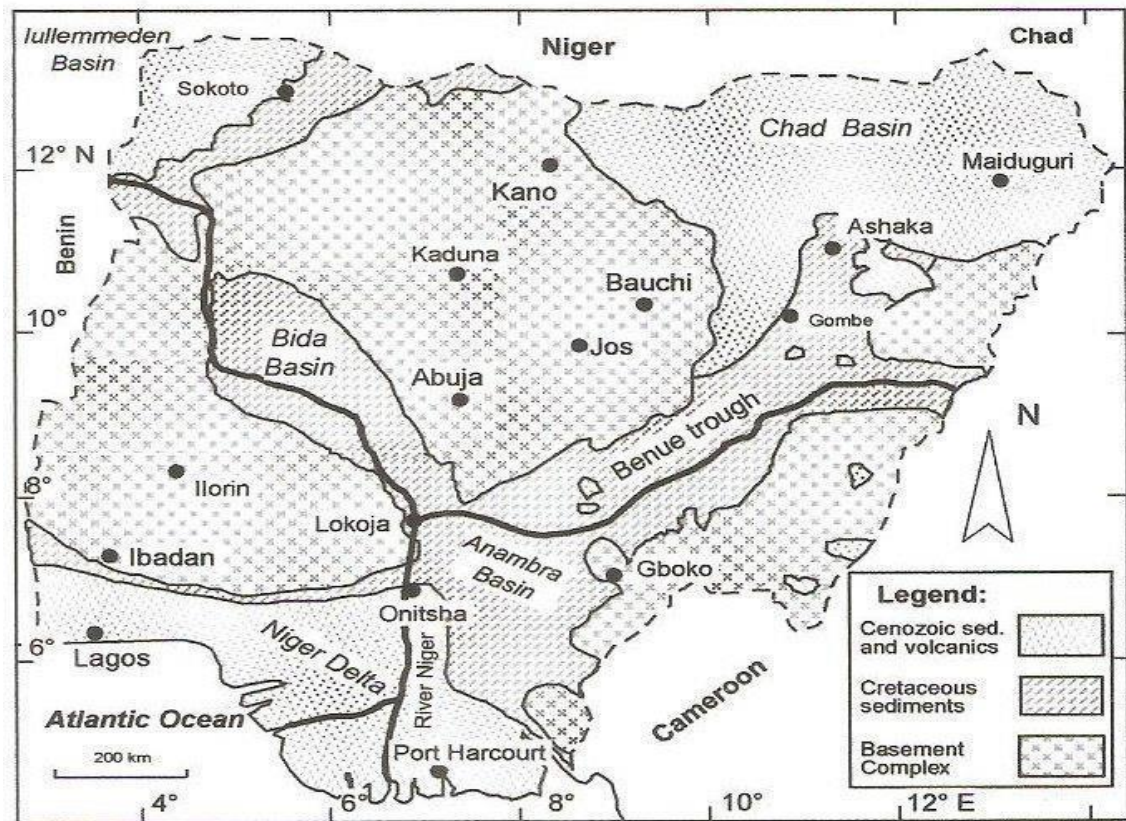 Iullemmeden
Basin
Niger
Chad
Sokoto
Chad Basin
12° N
Maiduguri
Kano
Benin
Ashaka
Kaduna
Bauchi
10°
Bida
Basin
Gombe
Jos
Abuja
N
Benue trough
8°
Ilorin
Lokoja
Anambra
Basin
Ibadan
Gboko
Onitsha
Legend:
Cenozoic sed.
and volcanics
Cretaceous
sediments
Basement
Complex
6°
Lagos
Niger Delta
River Niger
Cameroon
Atlantic Ocean
200 km
Port Harcourt
4°
6°
8°
10°
12° E